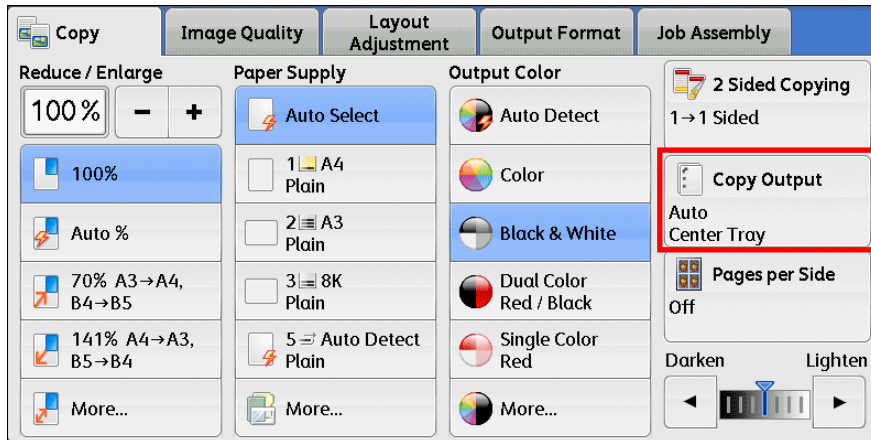 Copy
Image Quality
Layout
Adjustment
Output Format
Job Assembly
Reduce / Enlarge
100%
−
+
100%
Auto %
70% A3→A4,
B4→B5
141% A4→A3,
B5→B4
More...
Paper Supply
Auto Select
1 A4
Plain
2 A3
Plain
3 8K
Plain
5 Auto Detect
Plain
More...
Output Color
Auto Detect
Color
Black & White
Dual Color
Red / Black
Single Color
Red
More...
2 Sided Copying
1→1 Sided
Copy Output
Auto
Center Tray
Pages per Side
Off
Darken Lighten